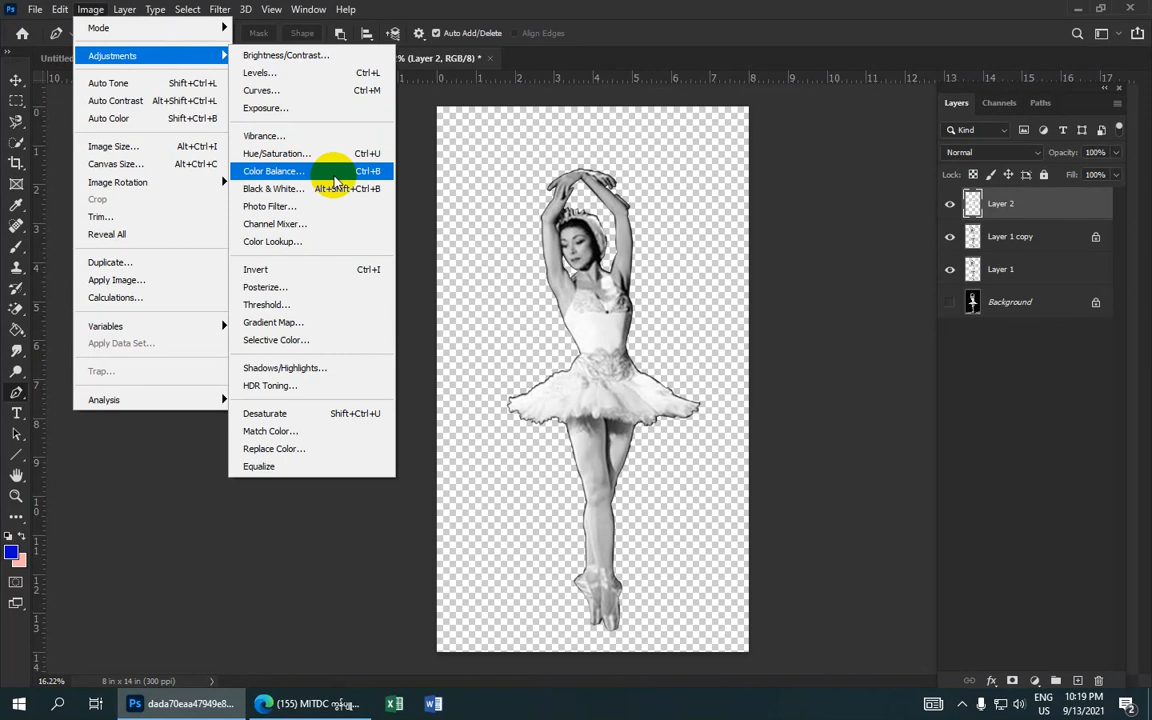 File Edit Image Layer Type Select Filter 3D View Window Help
Mask Shape Auto Add/Delete Align Edges
2% (Layer 2, RGB/8) *
Mode
Adjustments
Auto Tone Shift+Ctrl+L
Auto Contrast Alt+Shift+Ctrl+L
Auto Color Shift+Ctrl+B
Image Size... Alt+Ctrl+I
Canvas Size... Alt+Ctrl+C
Image Rotation
Crop
Trim...
Reveal All
Duplicate...
Apply Image...
Calculations...
Variables
Apply Data Set...
Trap...
Analysis
Brightness/Contrast...
Levels... Ctrl+L
Curves... Ctrl+M
Exposure...
Vibrance...
Hue/Saturation... Ctrl+U
Color Balance... Ctrl+B
Black & White... Alt+Shift+Ctrl+B
Photo Filter...
Channel Mixer...
Color Lookup...
Invert Ctrl+I
Posterize...
Threshold...
Gradient Map...
Selective Color...
Shadows/Highlights...
HDR Toning...
Desaturate Shift+Ctrl+U
Match Color...
Replace Color...
Equalize
Layers Channels Paths
Kind
Normal Opacity: 100%
Lock: Fill: 100%
Layer 2
Layer 1 copy
Layer 1
Background
16.22% 8 in x 14 in (300 ppi)
dada70eaa47949e8...
ENG 10:19 PM
US 9/13/2021